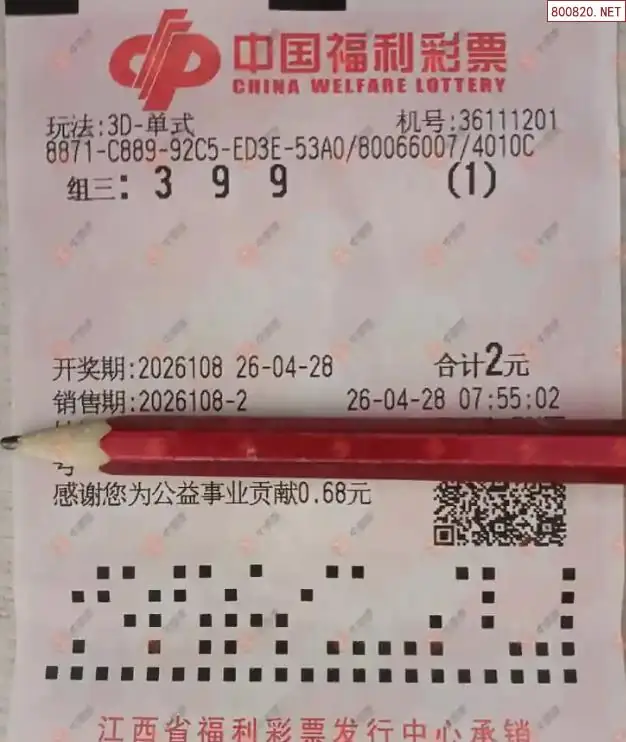 800820.NET
中国福利彩票
CHINA WELFARE LOTTERY
玩法:3D-单式 机号:36111201
8871-C889-92C5-ED3E-53A0/80066007/4010C
组三: 3 9 9 (1)
开奖期:2026108 26-04-28 合计2元
销售期:2026108-2 26-04-28 07:55:02
号
感谢您为公益事业贡献0.68元
江西省福利彩票发行中心承销